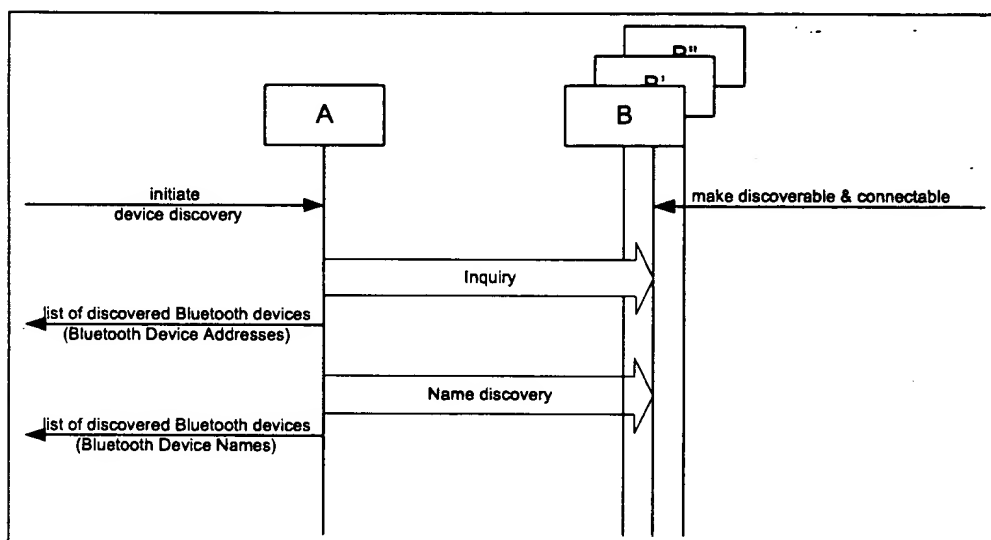 B"
B'
A
B
initiate
device discovery
make discoverable & connectable
Inquiry
list of discovered Bluetooth devices
(Bluetooth Device Addresses)
Name discovery
list of discovered Bluetooth devices
(Bluetooth Device Names)